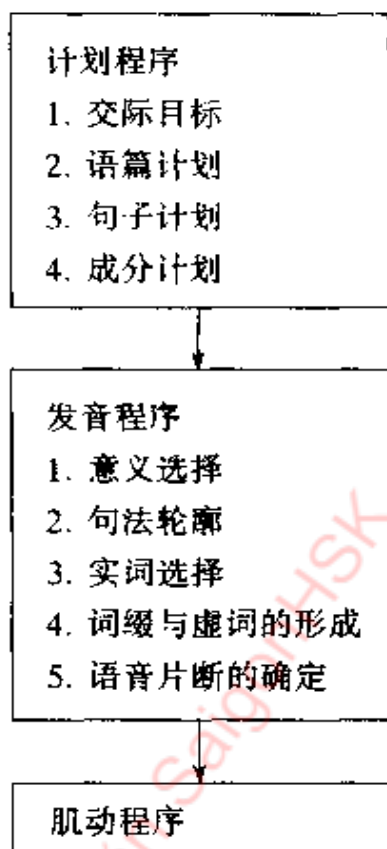 计划程序
1. 交际目标
2. 语篇计划
3. 句子计划
4. 成分计划
发音程序
1. 意义选择
2. 句法轮廓
3. 实词选择
4. 词缀与虚词的形成
5. 语音片断的确定
肌动程序
in SaigonHSK